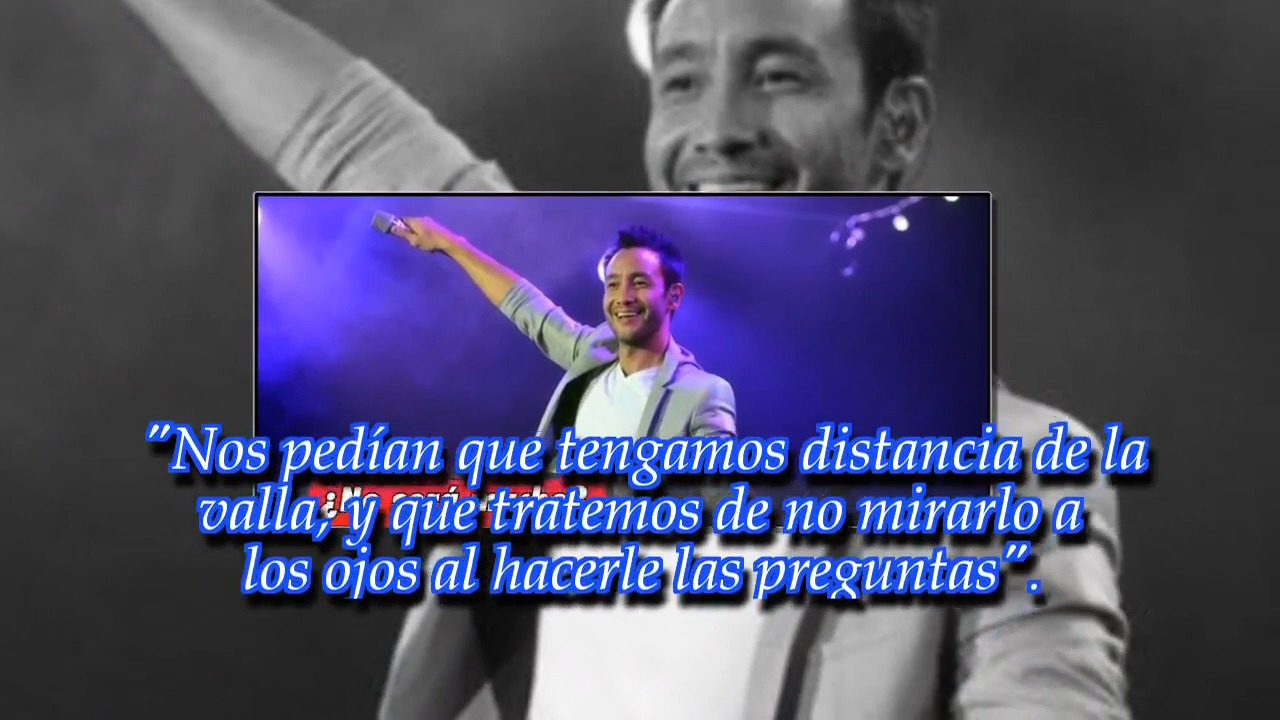 "Nos pedían que tengamos distancia de la
valla, y que tratemos de no mirarlo a
los ojos al hacerle las preguntas".